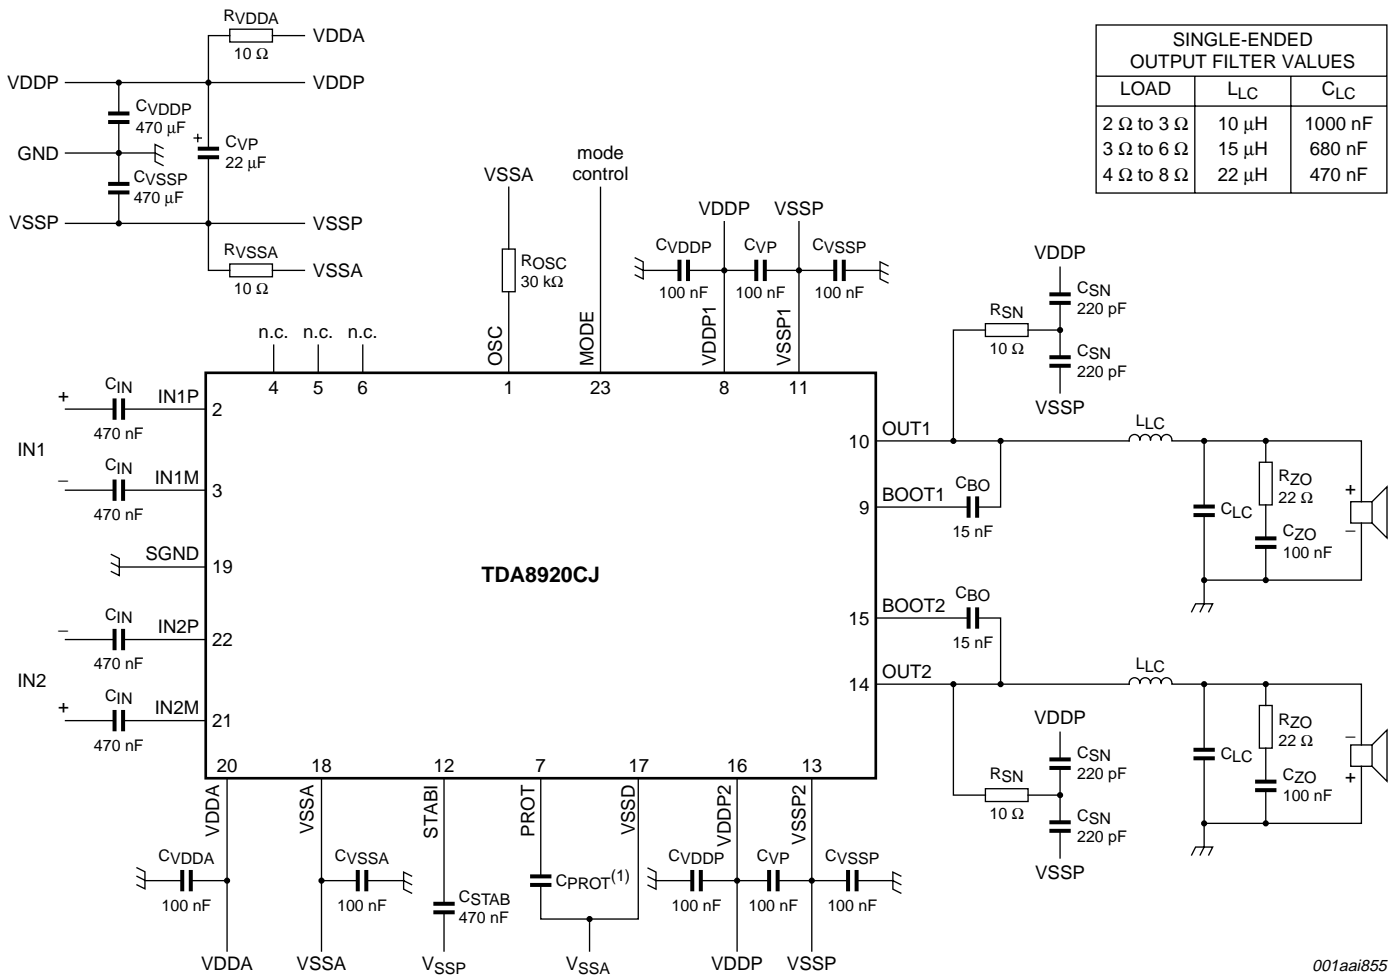 RVDDA
10 Ω
VDDA
VDDP
VDDP
CVDDP
470 μF
+
CVP
22 μF
GND
CVSSP
470 μF
VSSP
VSSP
RVSSA
10 Ω
VSSA
SINGLE-ENDED
OUTPUT FILTER VALUES
LOAD LLC CLC
2 Ω to 3 Ω 10 μH 1000 nF
3 Ω to 6 Ω 15 μH 680 nF
4 Ω to 8 Ω 22 μH 470 nF
VSSA
ROSC
30 kΩ
OSC
mode
control
MODE
VDDP
VSSP
CVDDP
100 nF
CVP
100 nF
CVSSP
100 nF
VDDP1
VSSP1
n.c. n.c. n.c.
4 5 6 1 23 8 11
VDDP
CSN
220 pF
RSN
10 Ω
CSN
220 pF
VSSP
IN1
+
CIN
470 nF
IN1P
2
−
CIN
470 nF
IN1M
3
SGND
19
IN2
−
CIN
470 nF
IN2P
22
+
CIN
470 nF
IN2M
21
TDA8920CJ
10
OUT1
LLC
9
BOOT1
CBO
15 nF
CLC
RZO
22 Ω
CZO
100 nF
+
−
15
BOOT2
CBO
15 nF
14
OUT2
LLC
VDDP
CSN
220 pF
RSN
10 Ω
CSN
220 pF
VSSP
CLC
RZO
22 Ω
CZO
100 nF
−
+
20 18 12 7 17 16 13
VDDA
VSSA
STABI
PROT
VSSD
VDDP2
VSSP2
CVDDA
100 nF
CVSSA
100 nF
CSTAB
470 nF
CPROT(1)
CVDDP
100 nF
CVP
100 nF
CVSSP
100 nF
VDDA VSSA VSSP VSSA VDDP VSSP
001aai855